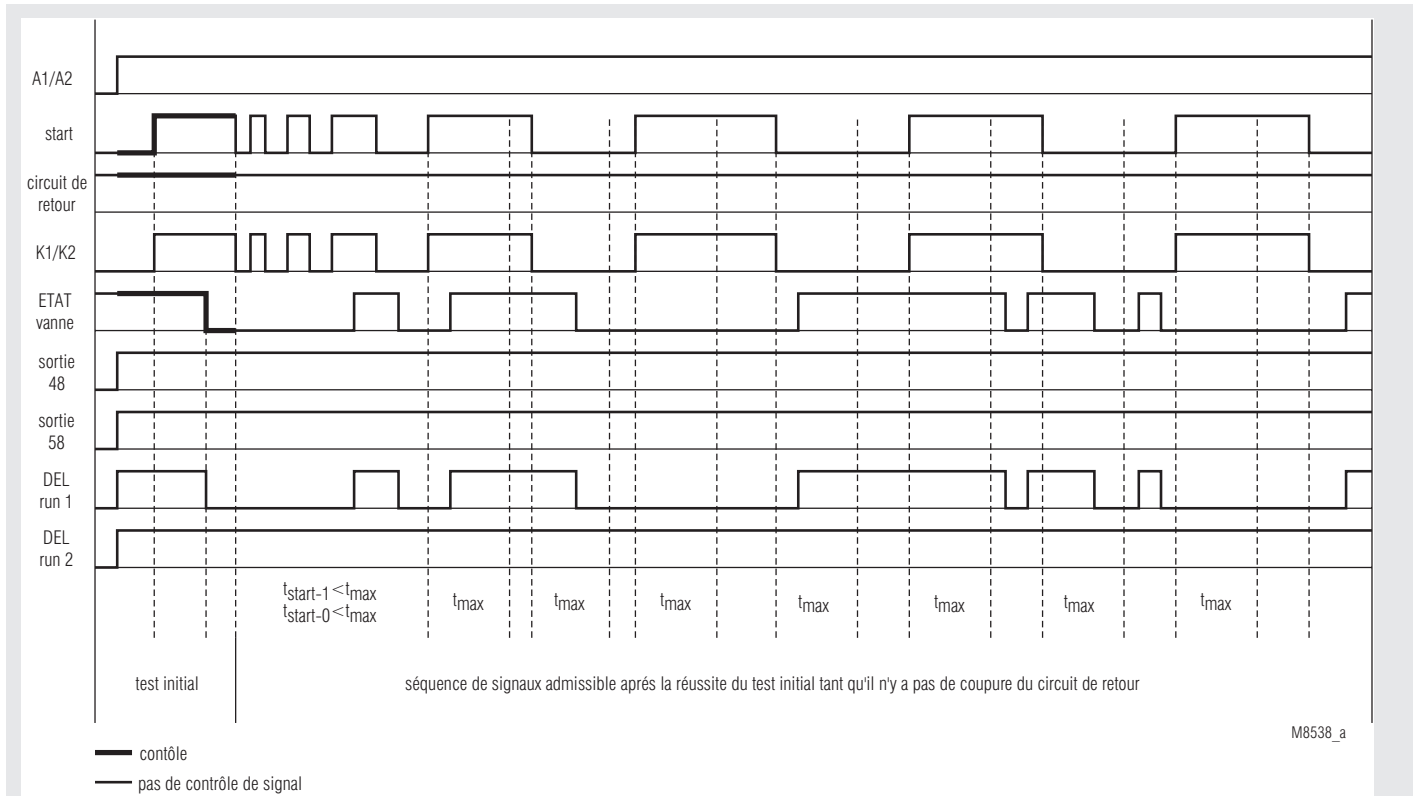 A1/A2
start
circuit de
retour
K1/K2
ETAT
vanne
sortie
48
sortie
58
DEL
run 1
DEL
run 2
tstart-1<tmax
tstart-0<tmax
tmax
tmax
tmax
tmax
tmax
tmax
tmax
test initial
séquence de signaux admissible aprés la réussite du test initial tant qu'il n'y a pas de coupure du circuit de retour
M8538_a
contôle
pas de contrôle de signal